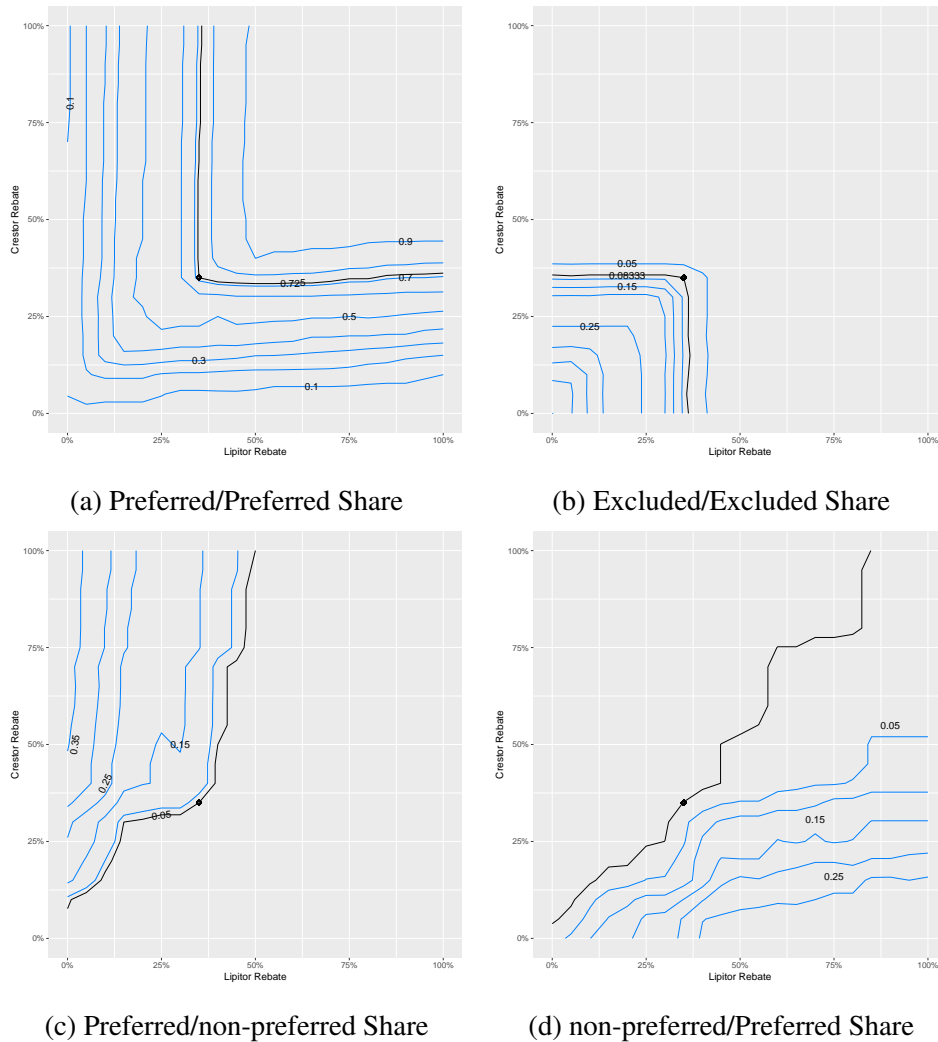 100%
75%
50%
25%
0%
Crestor Rebate
0.1
0.9
0.7
0.725
0.5
0.3
0.1
0% 25% 50% 75% 100%
Lipitor Rebate
(a) Preferred/Preferred Share
100%
75%
50%
25%
0%
Crestor Rebate
0.05
0.08333
0.15
0.25
0% 25% 50% 75% 100%
Lipitor Rebate
(b) Excluded/Excluded Share
100%
75%
50%
25%
0%
Crestor Rebate
0.35
0.15
0.25
0.05
0% 25% 50% 75% 100%
Lipitor Rebate
(c) Preferred/non-preferred Share
100%
75%
50%
25%
0%
Crestor Rebate
0.05
0.15
0.25
0% 25% 50% 75% 100%
Lipitor Rebate
(d) non-preferred/Preferred Share